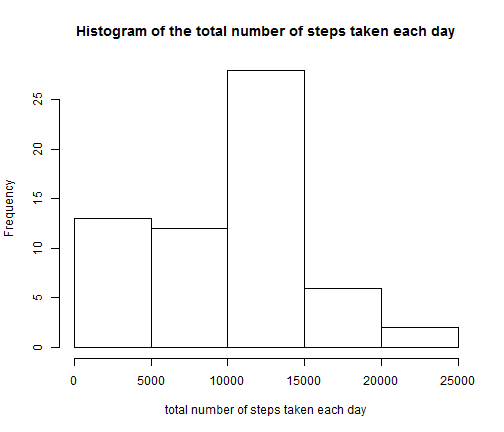 Histogram of the total number of steps taken each day
Frequency
25
20
15
10
5
0
0 5000 10000 15000 20000 25000
total number of steps taken each day